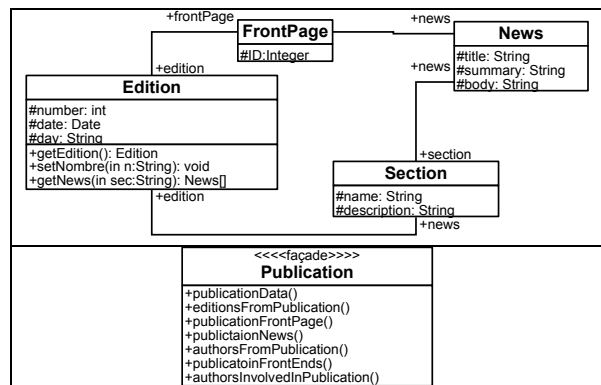 +frontPage
FrontPage
#ID:Integer
+news
News
#title: String
#summary: String
#body: String
+edition
Edition
#number: int
#date: Date
#day: String
+getEdition(): Edition
+setNombre(in n:String): void
+getNews(in sec:String): News[]
+edition
+news
+section
Section
#name: String
#description: String
+news
<<<<façade>>>>
Publication
+publicationData()
+editionsFromPublication()
+publicationFrontPage()
+publictaionNews()
+authorsFromPublication()
+publicatoinFrontEnds()
+authorsInvolvedInPublication()